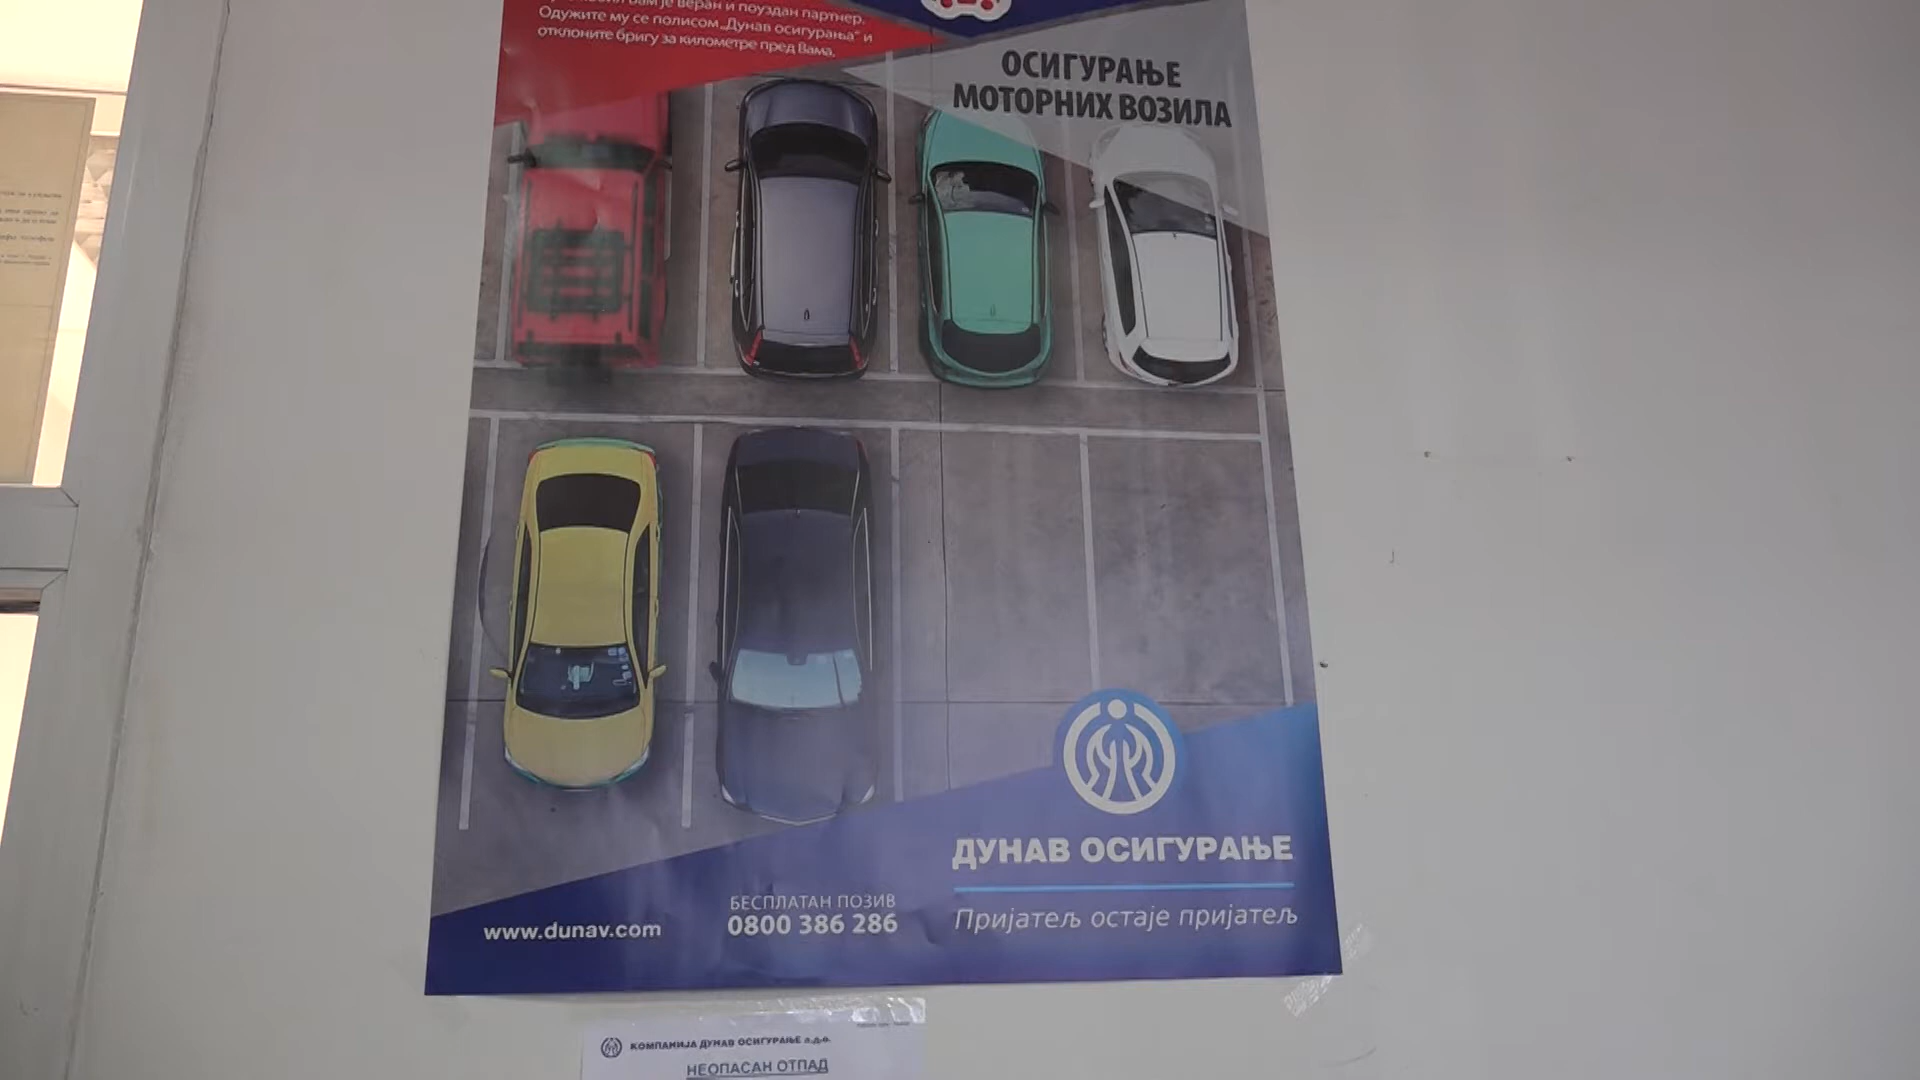 вам је веран и поуздан партнер.
Одужите му се полисом „Дунав осигурања“ и
отклоните бригу за километре пред Вама.
ОСИГУРАЊЕ
МОТОРНИХ ВОЗИЛА
ДУНАВ ОСИГУРАЊЕ
Пријатељ остаје пријатељ
БЕСПЛАТАН ПОЗИВ
0800 386 286
www.dunav.com
КОМПАНИЈА ДУНАВ ОСИГУРАЊЕ а.д.о.
НЕОПАСАН ОТПАД